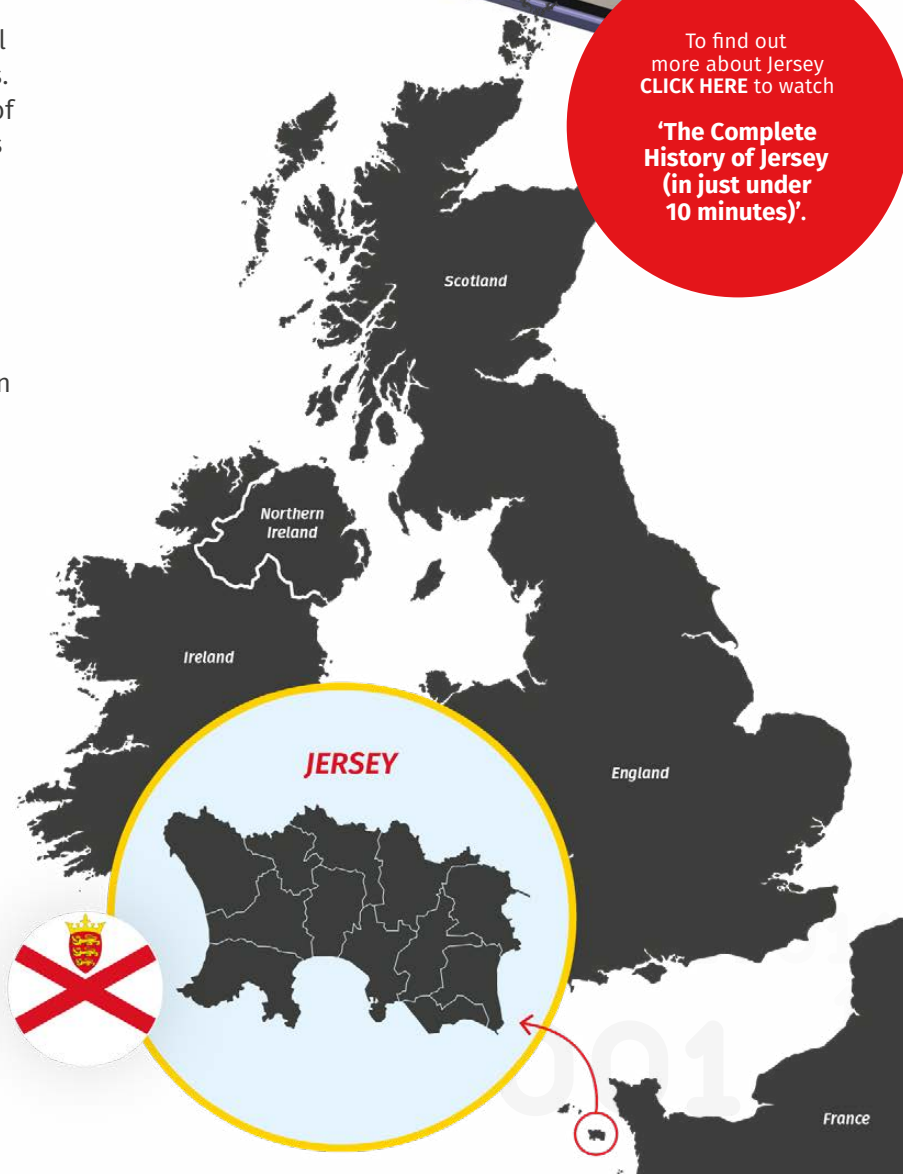 To find out
more about Jersey
CLICK HERE to watch
‘The Complete
History of Jersey
(in just under
10 minutes)’.
Scotland
Northern
Ireland
Ireland
JERSEY
England
France
001